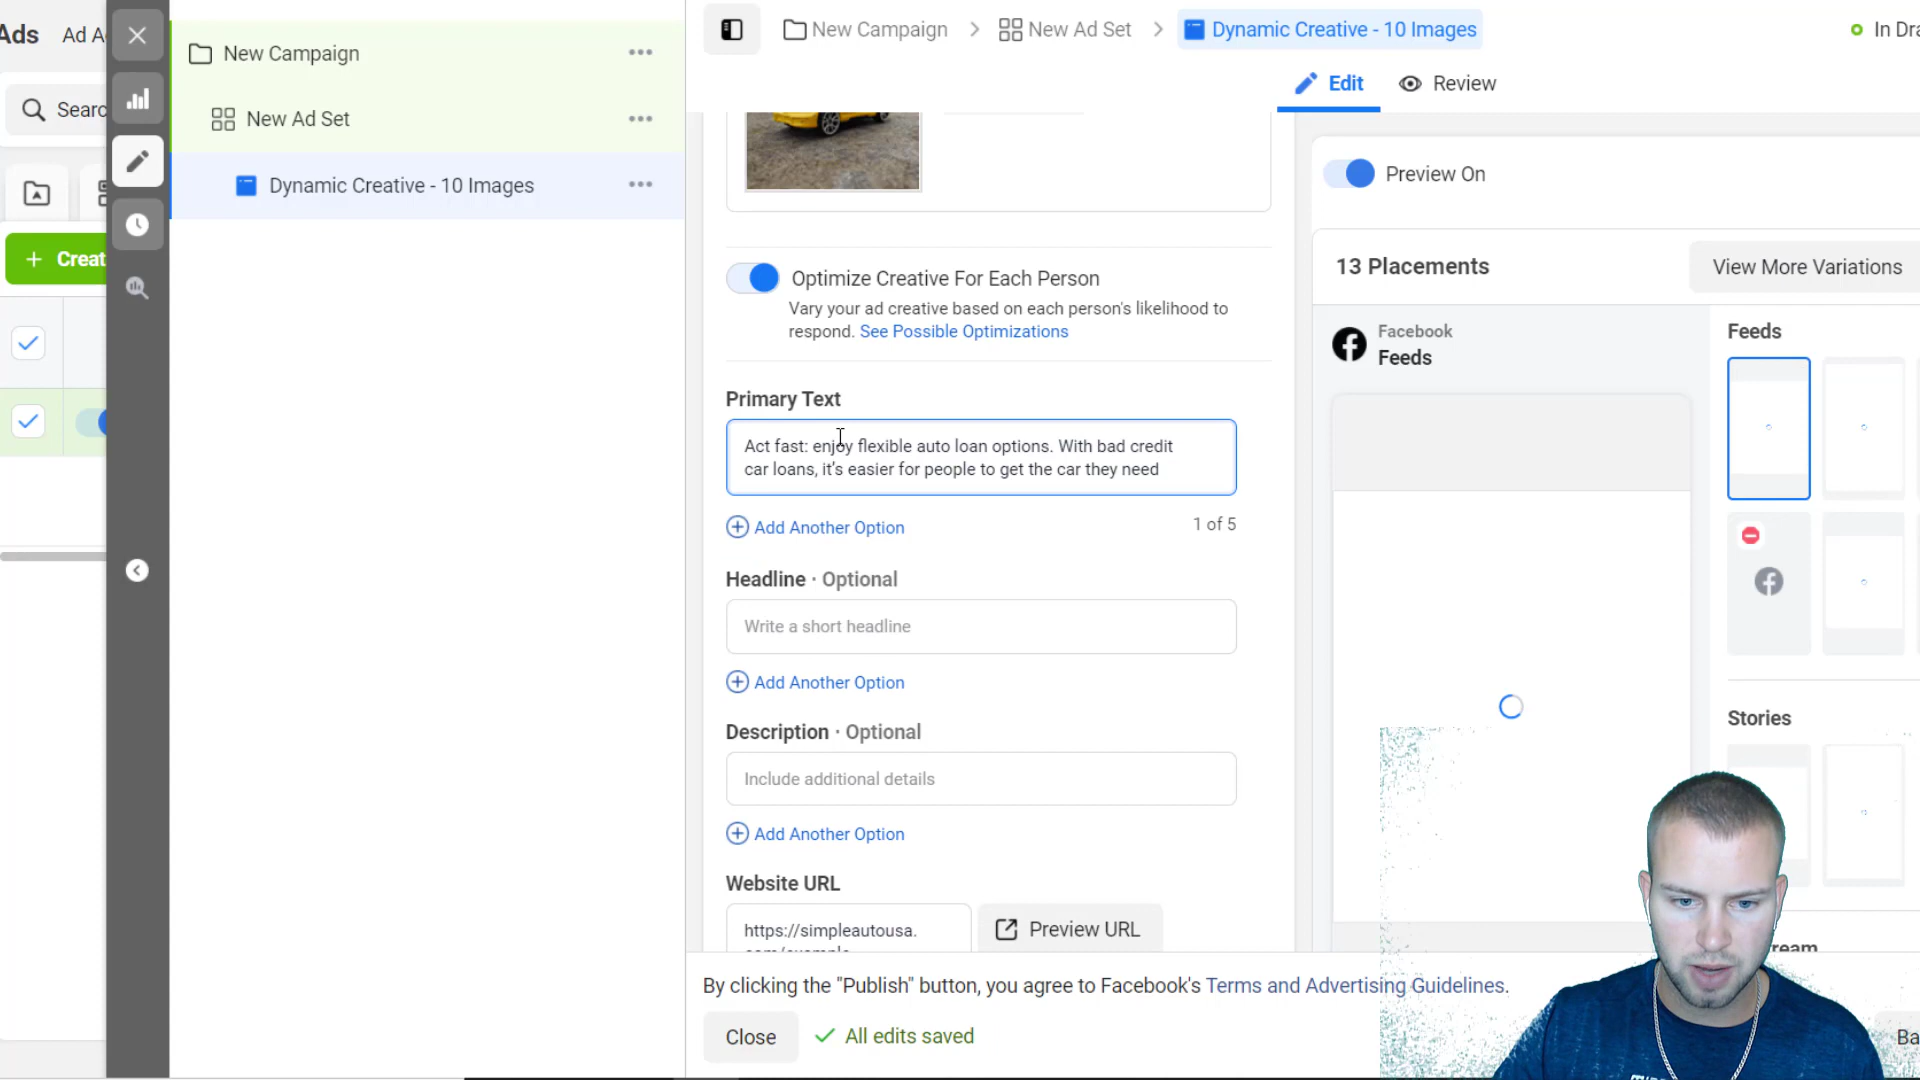 Ads
New Campaign
New Campaign
New Ad Set
Dynamic Creative - 10 Images
Edit
Review
New Ad Set
Dynamic Creative - 10 Images
Preview On
13 Placements
View More Variations
Create
Optimize Creative For Each Person
Vary your ad creative based on each person's likelihood to
respond. See Possible Optimizations
Facebook
Feeds
Feeds
Primary Text
Act fast: enjoy flexible auto loan options. With bad credit
car loans, it's easier for people to get the car they need
Add Another Option
1 of 5
Headline · Optional
Write a short headline
Add Another Option
Stories
Description · Optional
Include additional details
Add Another Option
Website URL
https://simpleautousa.
Preview URL
By clicking the "Publish" button, you agree to Facebook's Terms and Advertising Guidelines.
Close
All edits saved